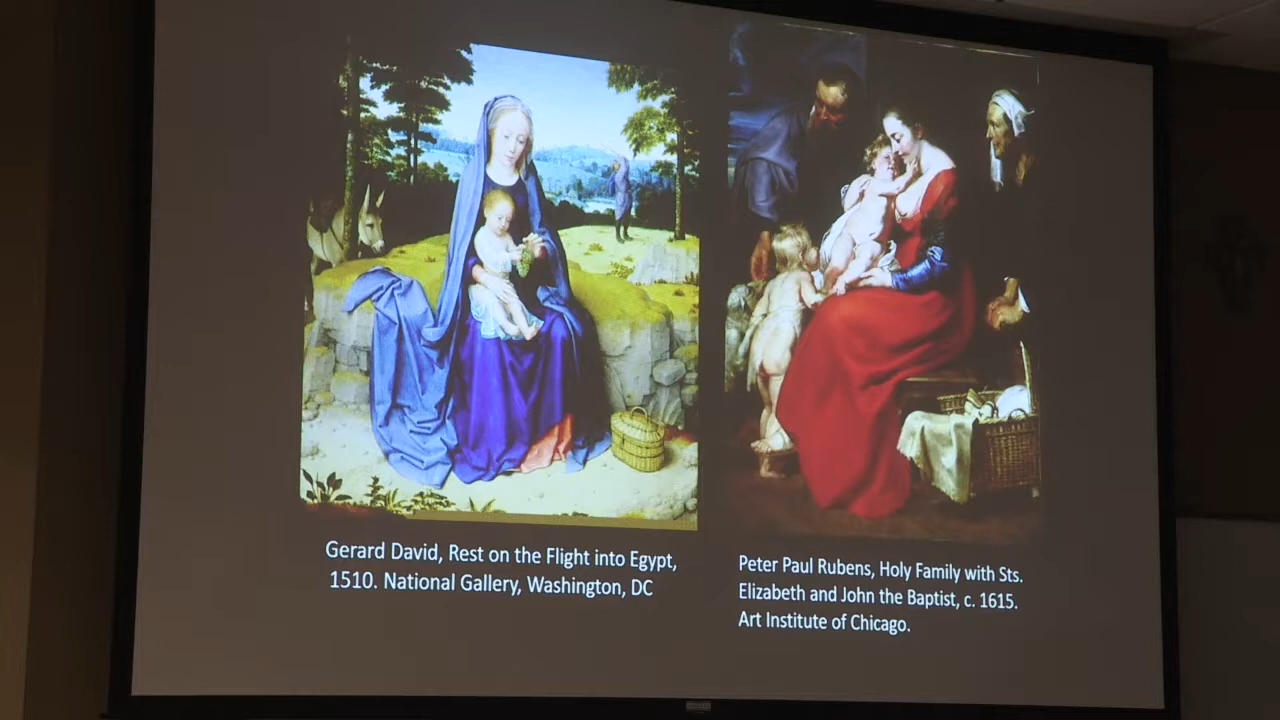 Gerard David, Rest on the Flight into Egypt,
1510. National Gallery, Washington, DC
Peter Paul Rubens, Holy Family with Sts.
Elizabeth and John the Baptist, c. 1615.
Art Institute of Chicago.